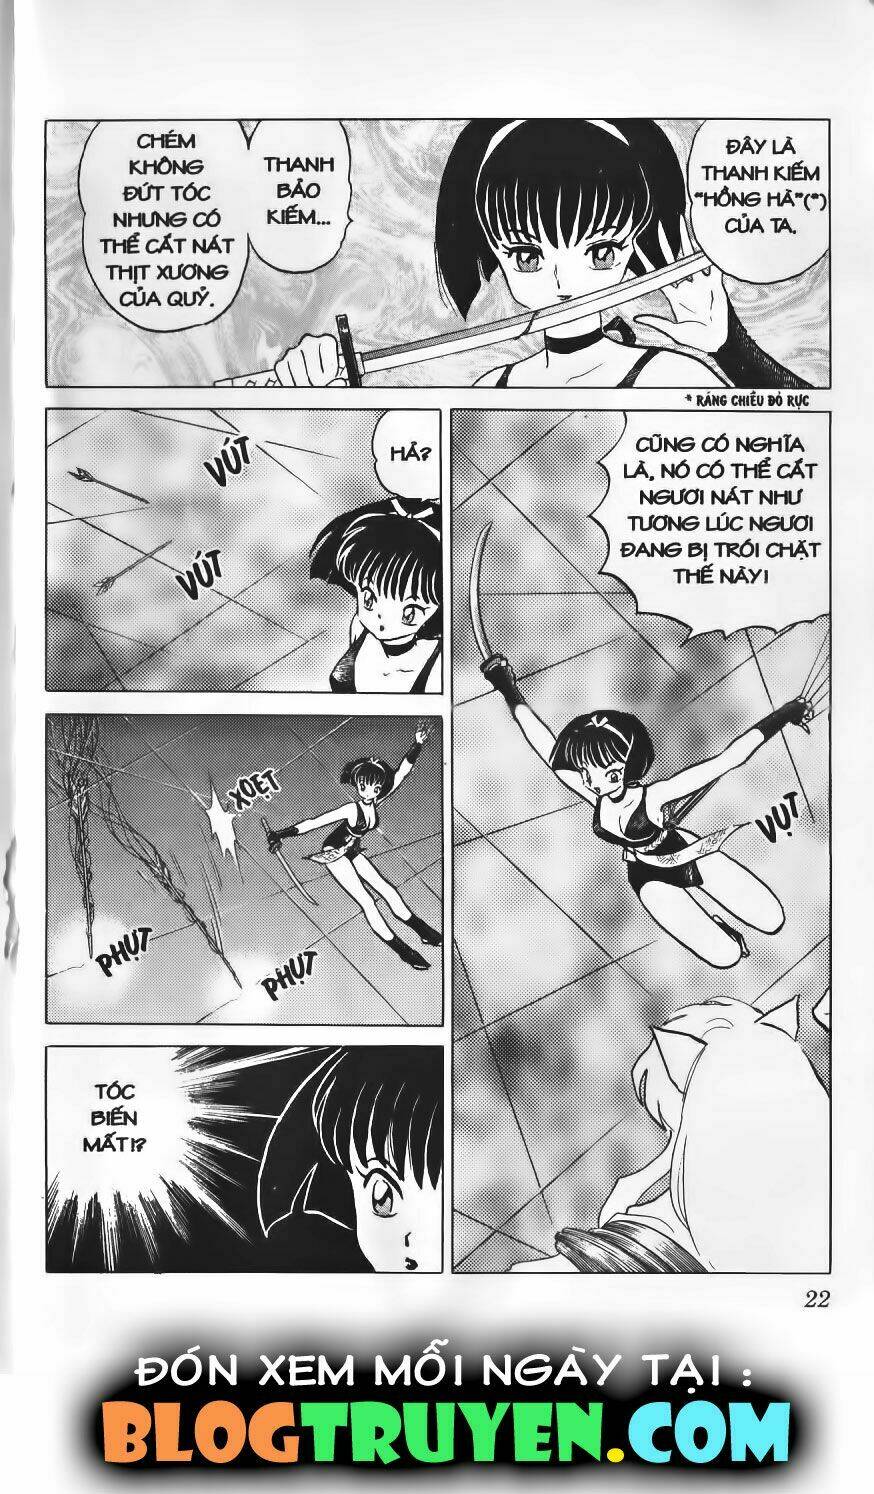 ĐÂY LÀ
THANH KIẾM
"HỒNG HÀ"(*)
CỦA TA.
THANH
BẢO
KIẾM...
CHÉM
KHÔNG
ĐỨT TÓC
NHƯNG CÓ
THỂ CẮT NÁT
THỊT XƯƠNG
CỦA QUỶ.
* RÁNG CHIỀU ĐỎ RỰC
CŨNG CÓ NGHĨA
LÀ, NÓ CÓ THỂ CẮT
NGƯƠI NÁT NHƯ
TƯƠNG LÚC NGƯƠI
ĐANG BỊ TRÓI CHẶT
THẾ NÀY!
VỤT
HẢ?
VÚT
VÚT
XOẸT
PHỤT
PHỤT
TÓC
BIẾN
MẤT!?
22
ĐÓN XEM MỖI NGÀY TẠI :
BLOGTRUYEN.COM